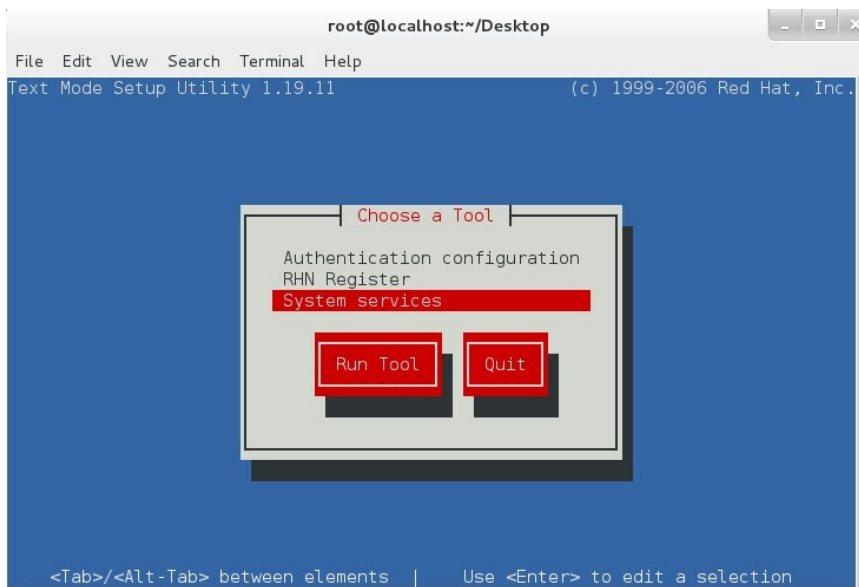 root@localhost:~/Desktop
File Edit View Search Terminal Help
Text Mode Setup Utility 1.19.11 (c) 1999-2006 Red Hat, Inc.
Choose a Tool
Authentication configuration
RHN Register
System services
Run Tool Quit
<Tab>/<Alt-Tab> between elements | Use <Enter> to edit a selection